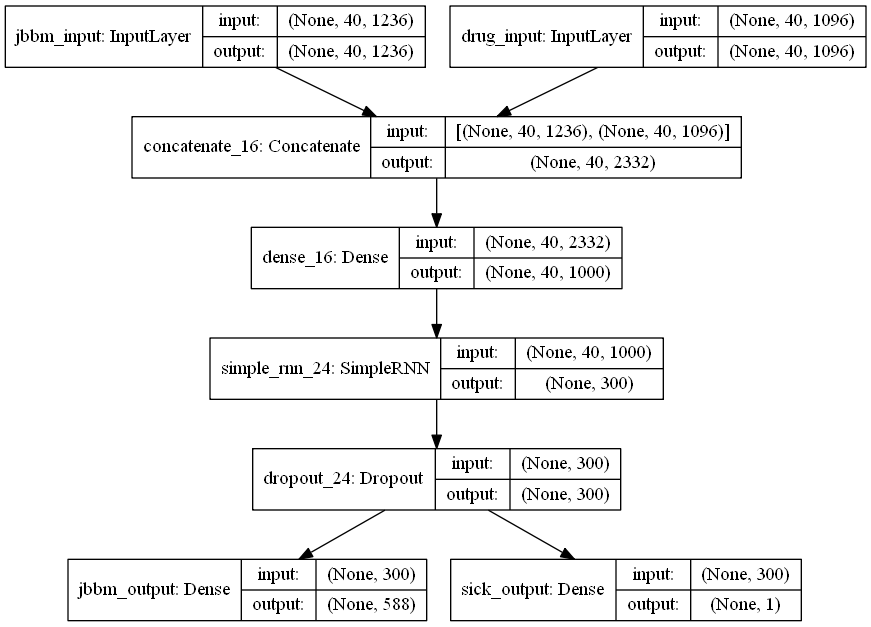 jbbm_input: InputLayer
input: (None, 40, 1236)
output: (None, 40, 1236)
drug_input: InputLayer
input: (None, 40, 1096)
output: (None, 40, 1096)
concatenate_16: Concatenate
input: [(None, 40, 1236), (None, 40, 1096)]
output: (None, 40, 2332)
dense_16: Dense
input: (None, 40, 2332)
output: (None, 40, 1000)
simple_rnn_24: SimpleRNN
input: (None, 40, 1000)
output: (None, 300)
dropout_24: Dropout
input: (None, 300)
output: (None, 300)
jbbm_output: Dense
input: (None, 300)
output: (None, 588)
sick_output: Dense
input: (None, 300)
output: (None, 1)